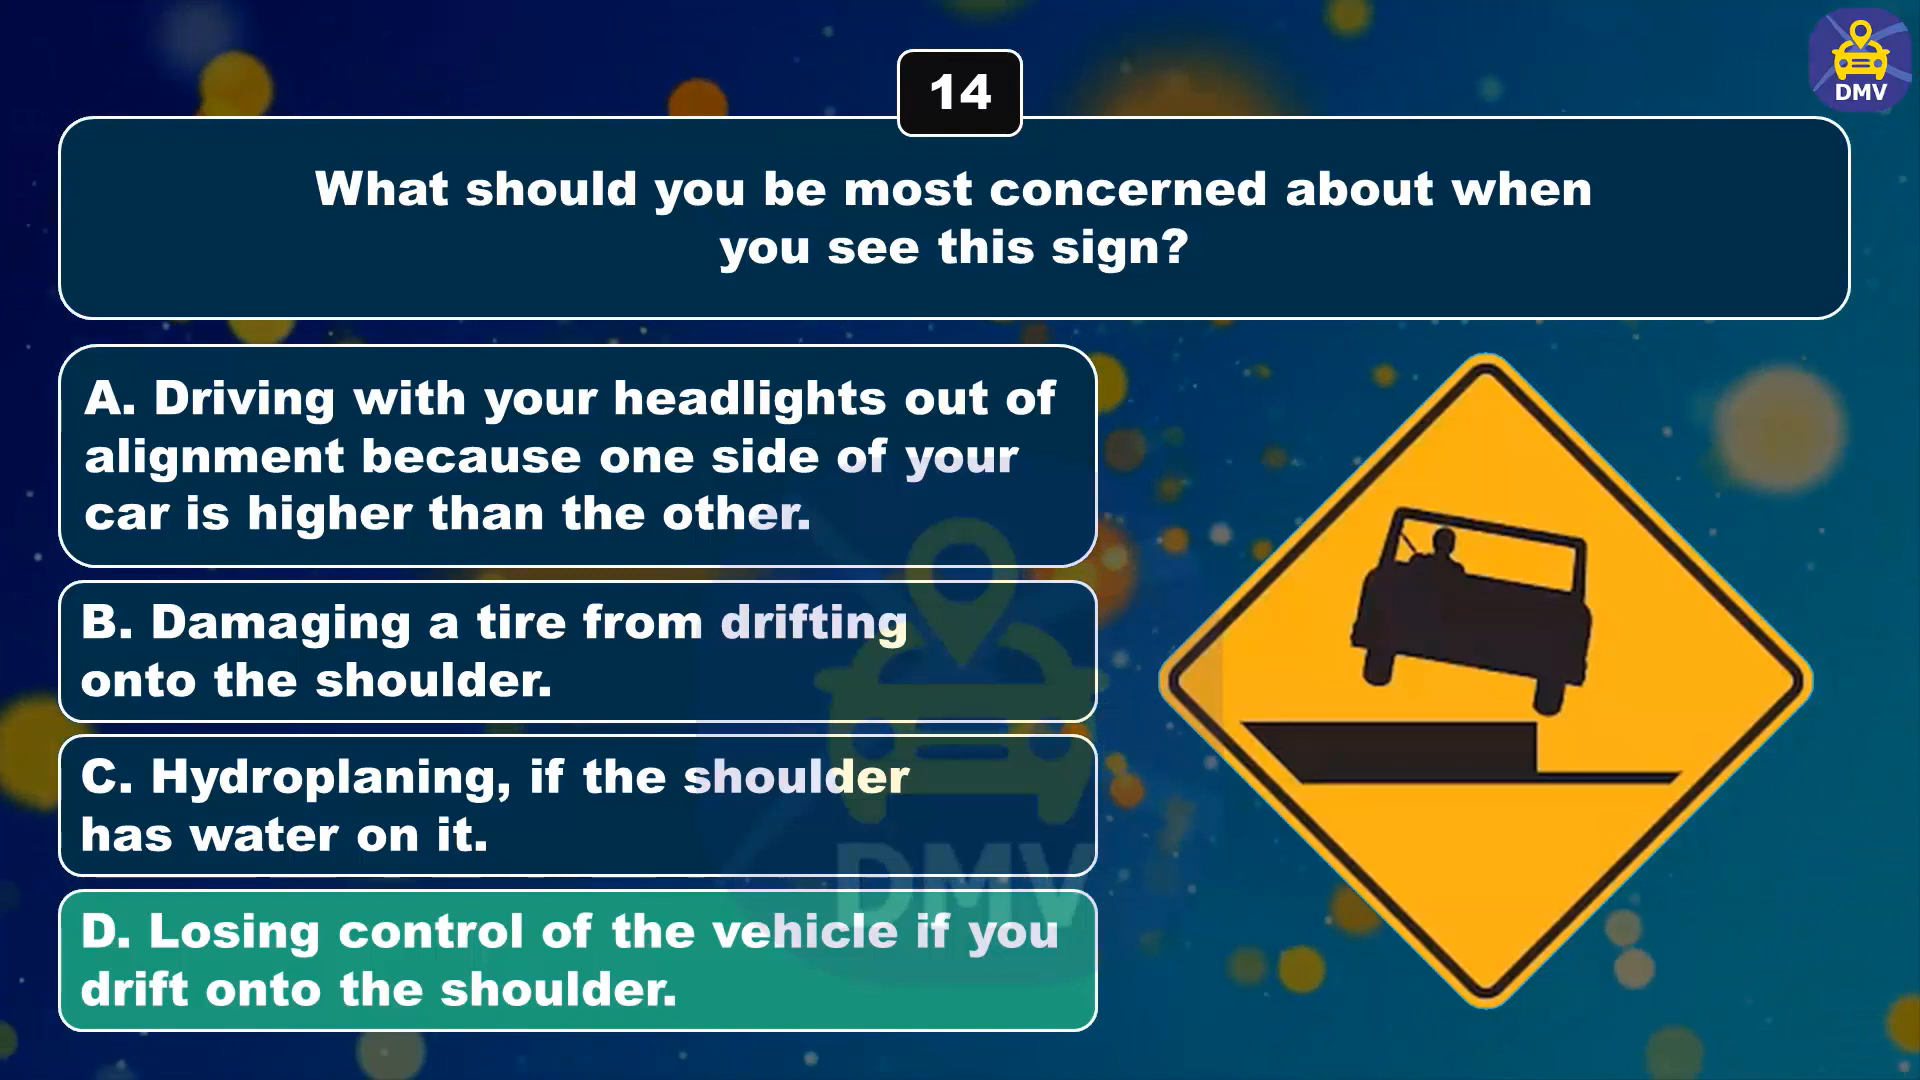 DMV
14
What should you be most concerned about when
you see this sign?
A. Driving with your headlights out of
alignment because one side of your
car is higher than the other.
B. Damaging a tire from drifting
onto the shoulder.
C. Hydroplaning, if the shoulder
has water on it.
D. Losing control of the vehicle if you
drift onto the shoulder.
DMV